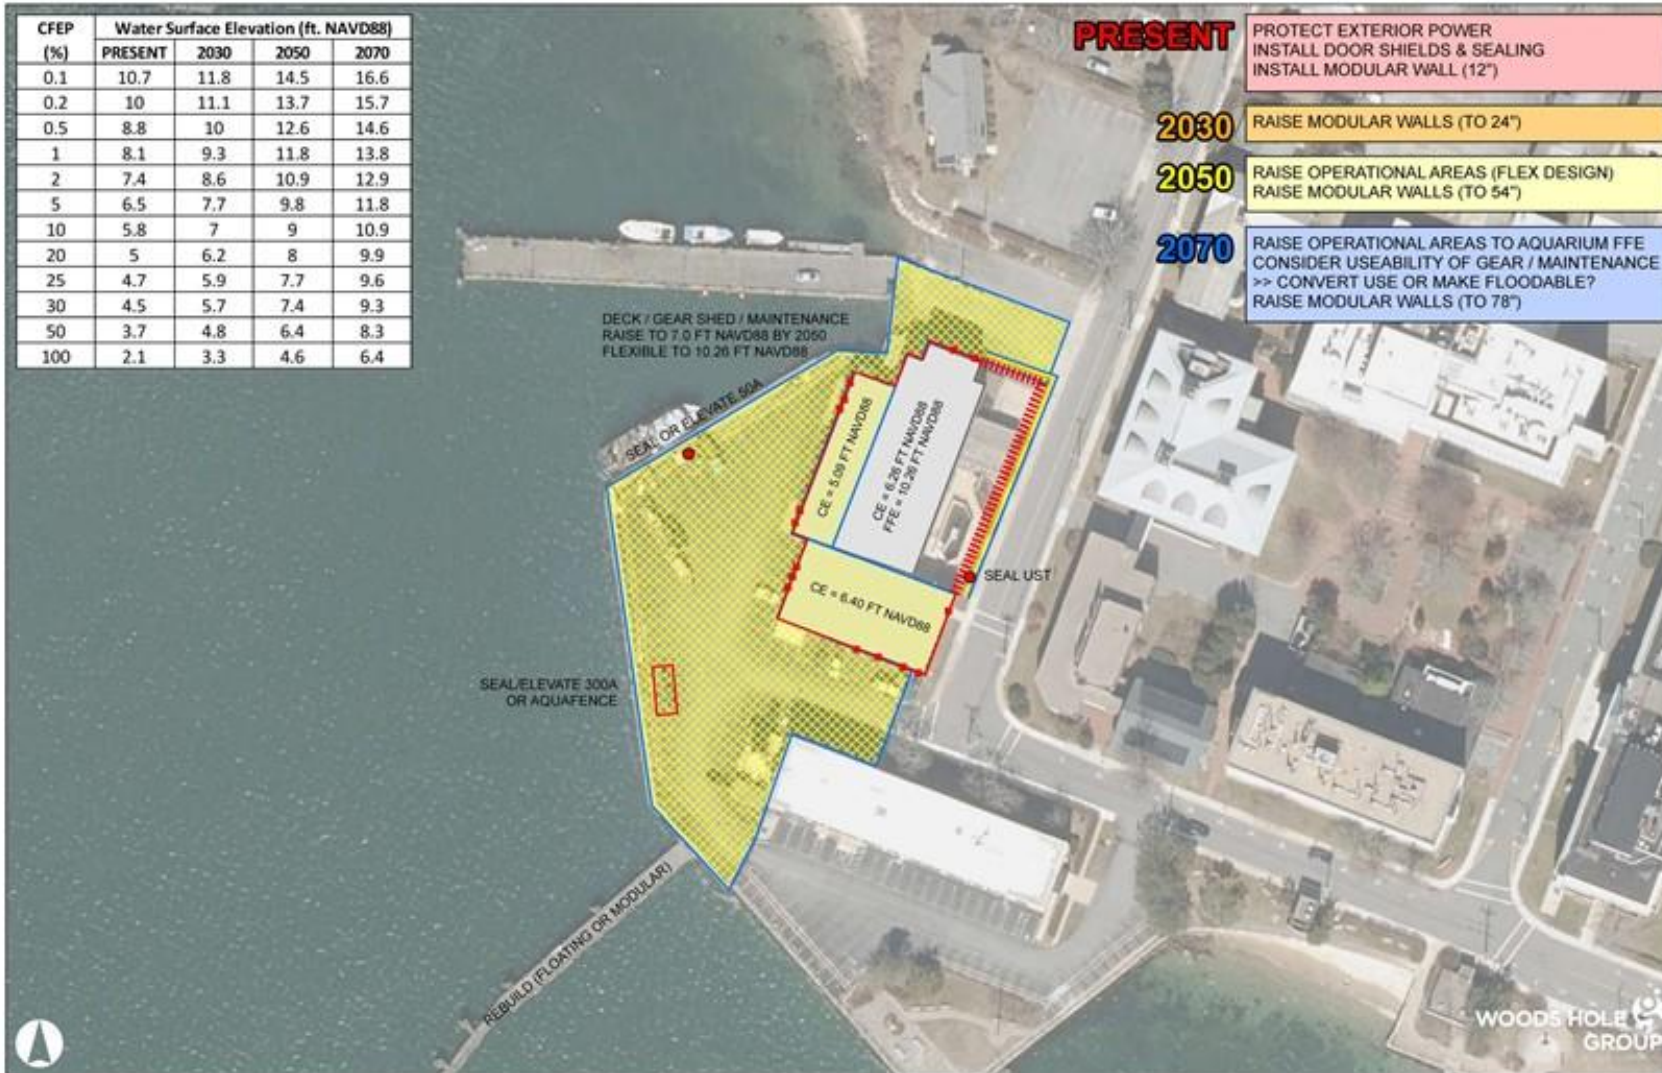 CFEP Water Surface Elevation (ft. NAVD88)
(%) PRESENT 2030 2050 2070
0.1 10.7 11.8 14.5 16.6
0.2 10 11.1 13.7 15.7
0.5 8.8 10 12.6 14.6
1 8.1 9.3 11.8 13.8
2 7.4 8.6 10.9 12.9
5 6.5 7.7 9.8 11.8
10 5.8 7 9 10.9
20 5 6.2 8 9.9
25 4.7 5.9 7.7 9.6
30 4.5 5.7 7.4 9.3
50 3.7 4.8 6.4 8.3
100 2.1 3.3 4.6 6.4
PRESENT
PROTECT EXTERIOR POWER
INSTALL DOOR SHIELDS & SEALING
INSTALL MODULAR WALL (12")
2030
RAISE MODULAR WALLS (TO 24")
2050
RAISE OPERATIONAL AREAS (FLEX DESIGN)
RAISE MODULAR WALLS (TO 54")
2070
RAISE OPERATIONAL AREAS TO AQUARIUM FFE
CONSIDER USEABILITY OF GEAR / MAINTENANCE
>> CONVERT USE OR MAKE FLOODABLE?
RAISE MODULAR WALLS (TO 78")
DECK / GEAR SHED / MAINTENANCE
RAISE TO 7.0 FT NAVD88 BY 2050
FLEXIBLE TO 10.26 FT NAVD88
SEAL OR ELEVATE 50A
CE = 5.09 FT NAVD88
CE = 6.26 FT NAVD88
FFE = 10.26 FT NAVD88
SEAL UST
CE = 6.40 FT NAVD88
SEAL/ELEVATE 300A
OR AQUAFENCE
REBUILD (FLOATING OR MODULAR)
WOODS HOLE
GROUP